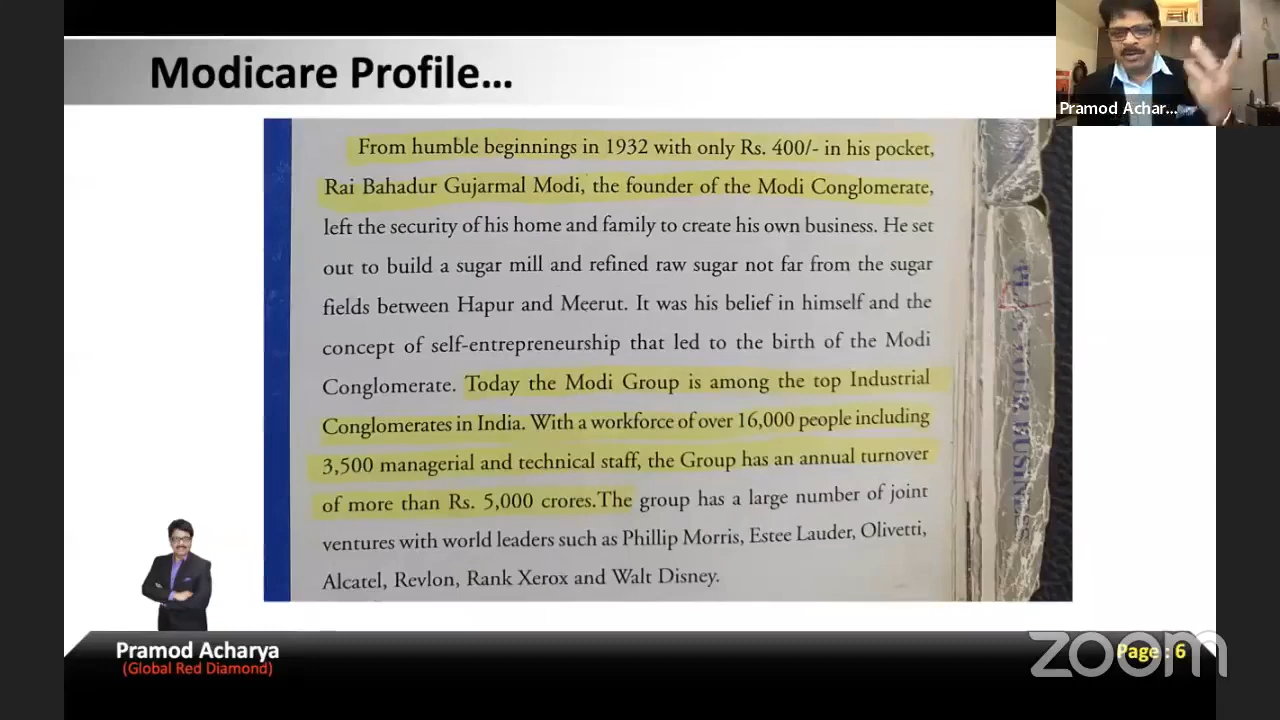 Modicare Profile...
Pramod Achar...
From humble beginnings in 1932 with only Rs. 400/- in his pocket,
Rai Bahadur Gujarmal Modi, the founder of the Modi Conglomerate,
left the security of his home and family to create his own business. He set
out to build a sugar mill and refined raw sugar not far from the sugar
fields between Hapur and Meerut. It was his belief in himself and the
concept of self-entrepreneurship that led to the birth of the Modi
Conglomerate. Today the Modi Group is among the top Industrial
Conglomerates in India. With a workforce of over 16,000 people including
3,500 managerial and technical staff, the Group has an annual turnover
of more than Rs. 5,000 crores.The group has a large number of joint
ventures with world leaders such as Phillip Morris, Estee Lauder, Olivetti,
Alcatel, Revlon, Rank Xerox and Walt Disney.
Pramod Acharya
(Global Red Diamond)
Page : 6
zoom